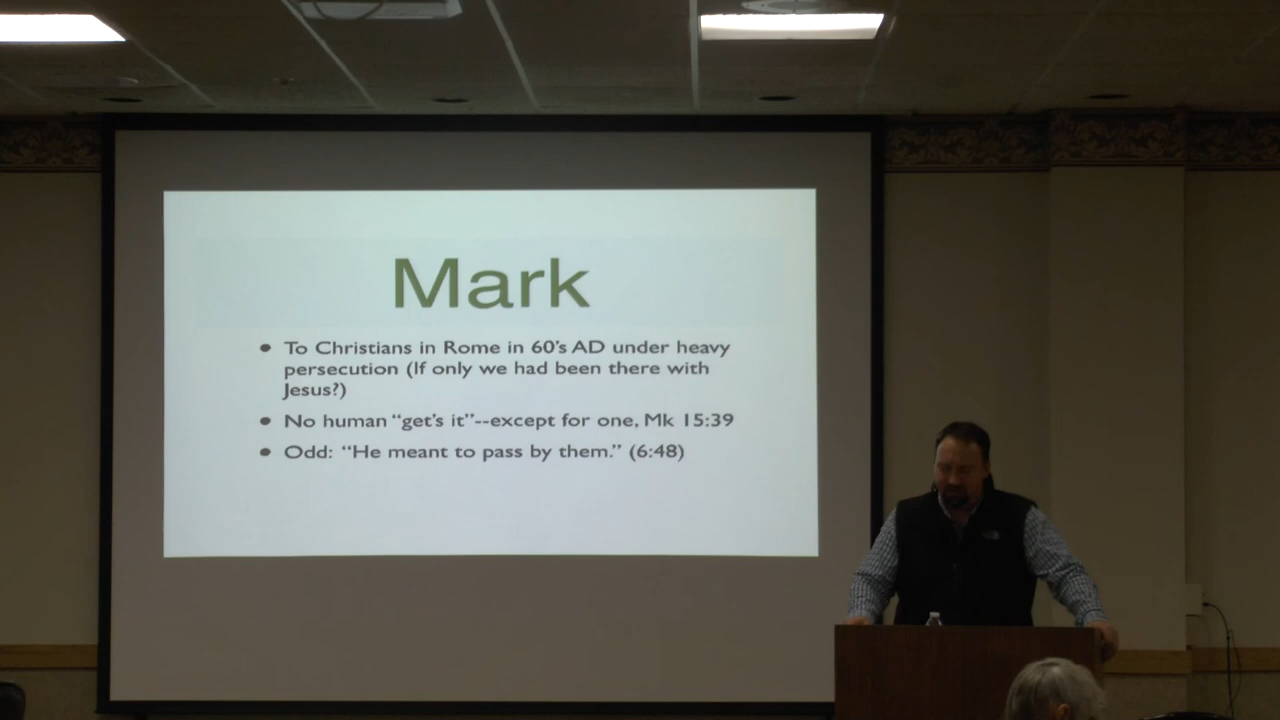 Mark
• To Christians in Rome in 60's AD under heavy
persecution (If only we had been there with
Jesus?)
• No human "get's it"--except for one, Mk 15:39
• Odd: "He meant to pass by them." (6:48)